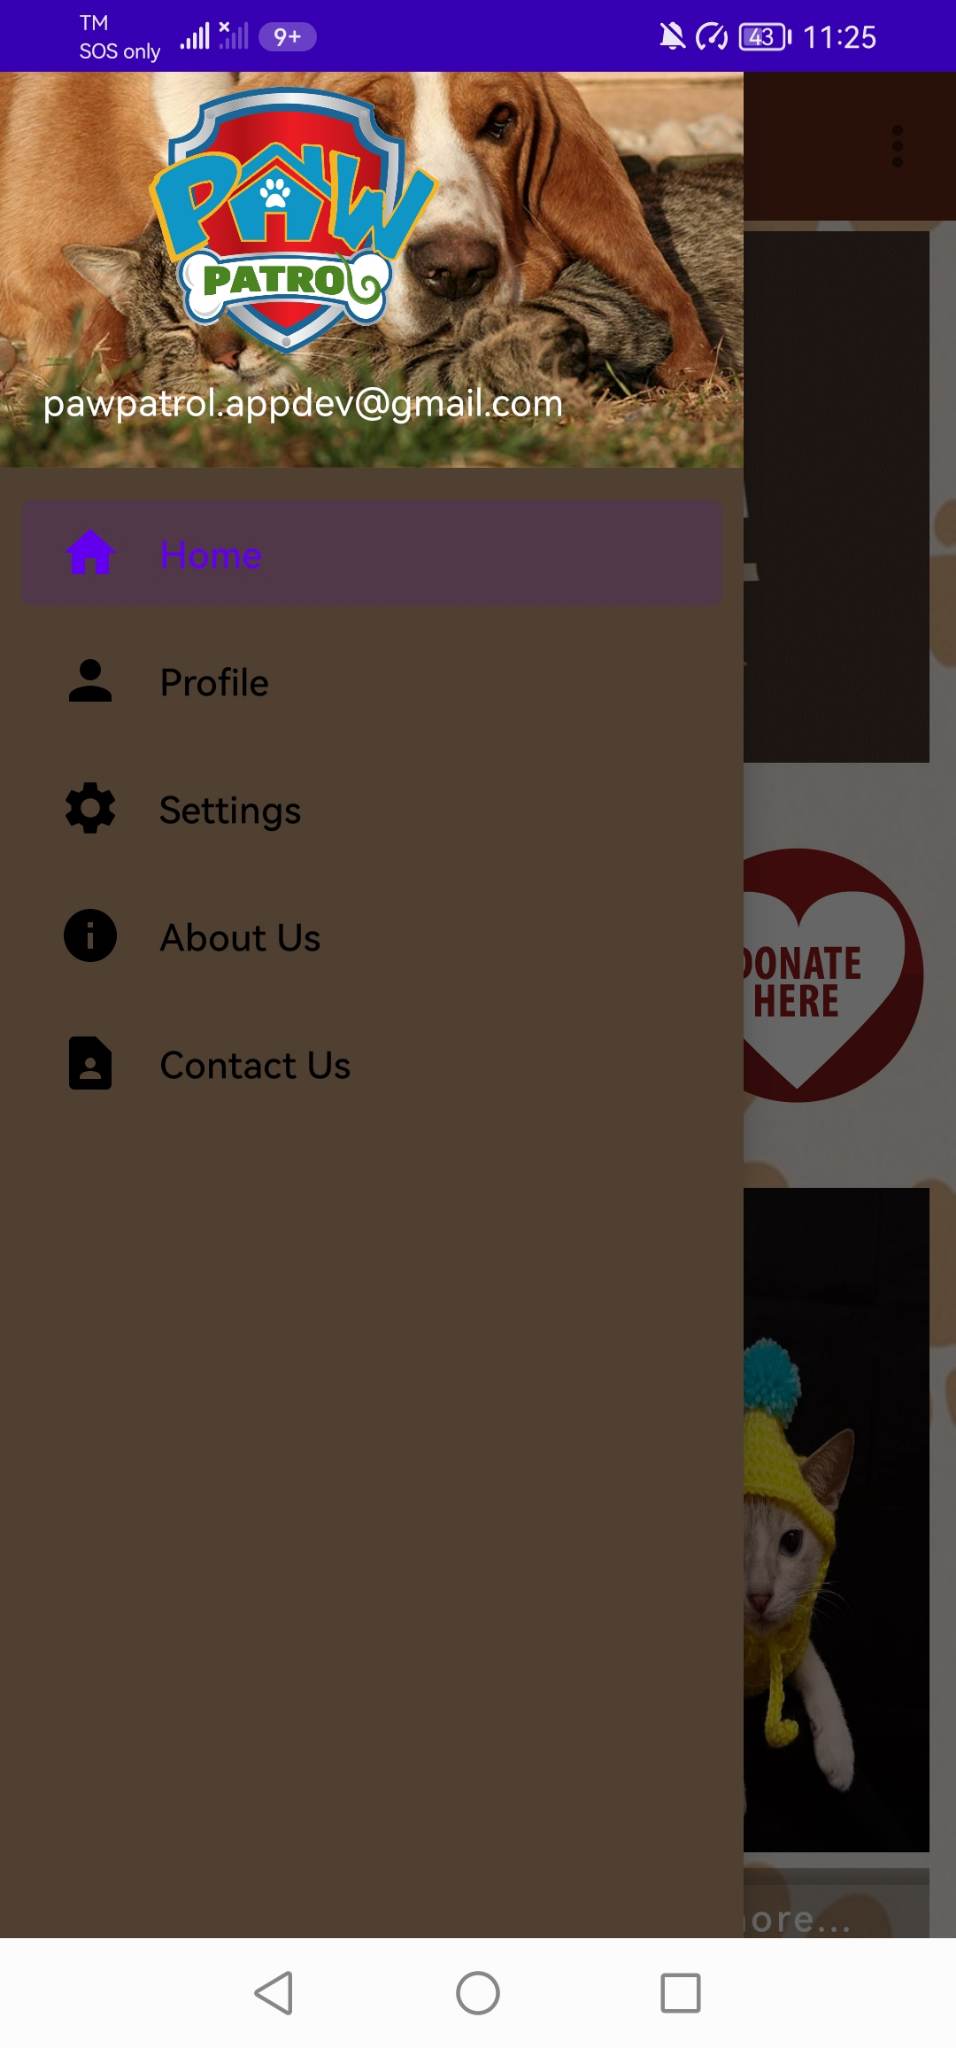 TM
SOS only
9+
43
11:25
PAW
PATROL
pawpatrol.appdev@gmail.com
Home
Profile
Settings
About Us
Contact Us
DONATE
HERE
ore...